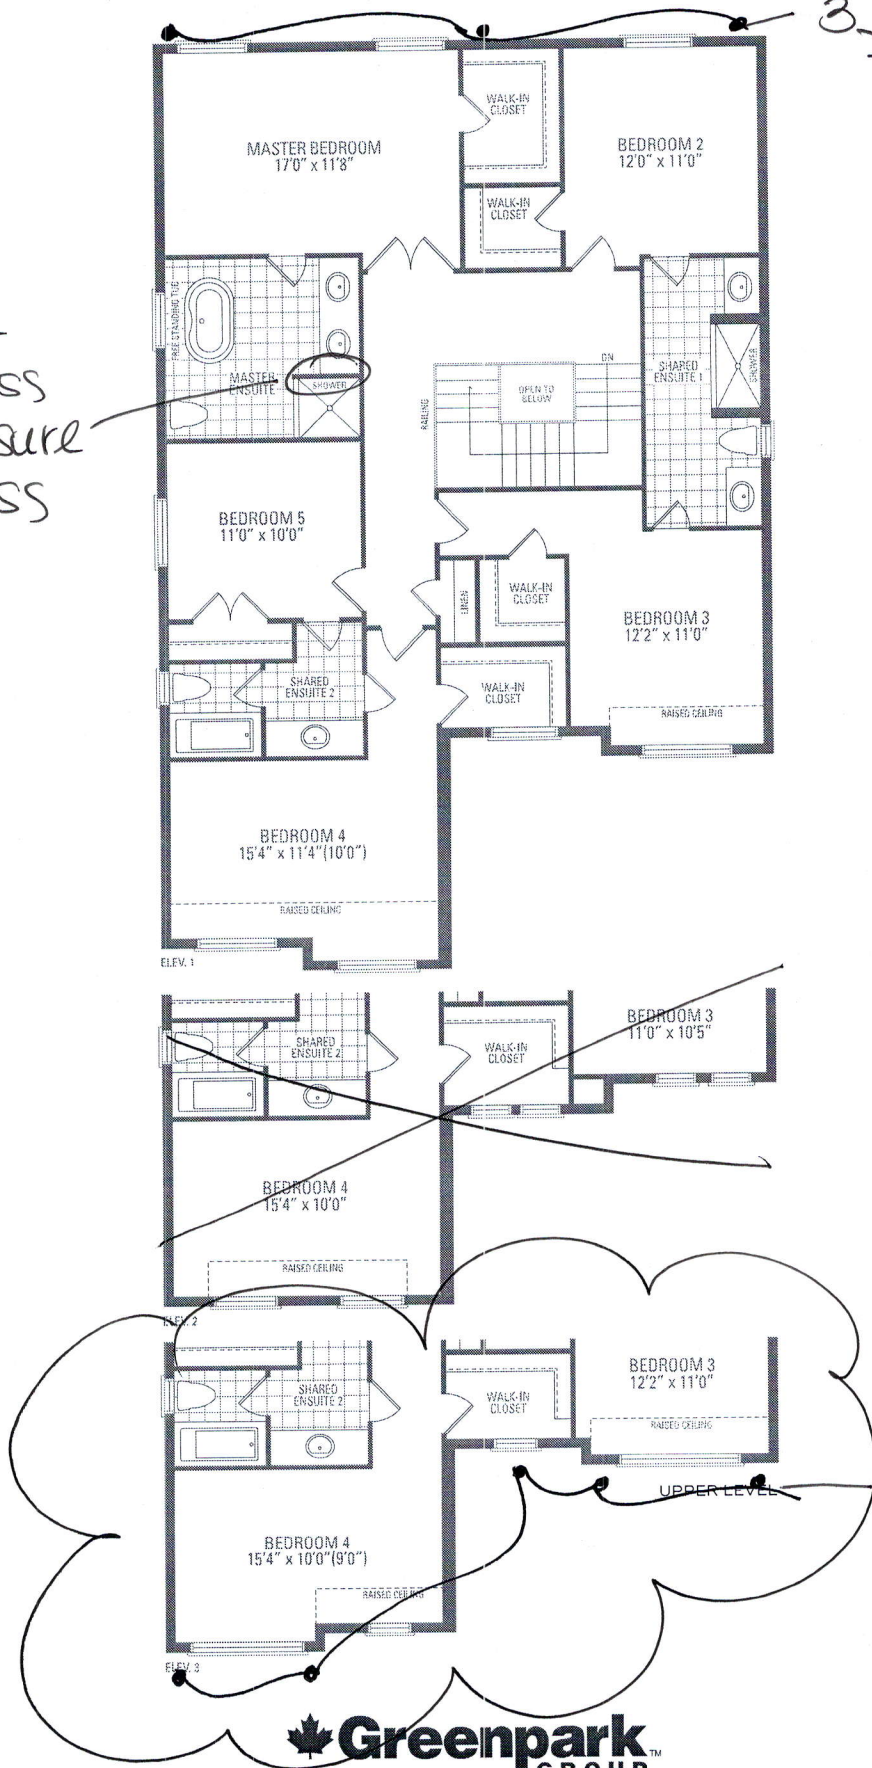 3
WALK-IN
CLOSET
MASTER BEDROOM
17'0" x 11'8"
BEDROOM 2
12'0" x 11'0"
WALK-IN
CLOSET
FREE STANDING TUB
ss
sure
ss
MASTER
ENSUITE
SHOWER
RAILING
OPEN TO
BELOW
DN
SHARED
ENSUITE 1
SHOWER
BEDROOM 5
11'0" x 10'0"
LINEN
WALK-IN
CLOSET
BEDROOM 3
12'2" x 11'0"
SHARED
ENSUITE 2
WALK-IN
CLOSET
RAISED CEILING
BEDROOM 4
15'4" x 11'4"(10'0")
RAISED CEILING
ELEV. 1
BEDROOM 3
11'0" x 10'5"
SHARED
ENSUITE 2
WALK-IN
CLOSET
BEDROOM 4
15'4" x 10'0"
RAISED CEILING
ELEV. 2
BEDROOM 3
12'2" x 11'0"
SHARED
ENSUITE 2
WALK-IN
CLOSET
RAISED CEILING
UPPER LEVEL
BEDROOM 4
15'4" x 10'0"(9'0")
RAISED CEILING
ELEV. 3
Greenpark™
GROUP